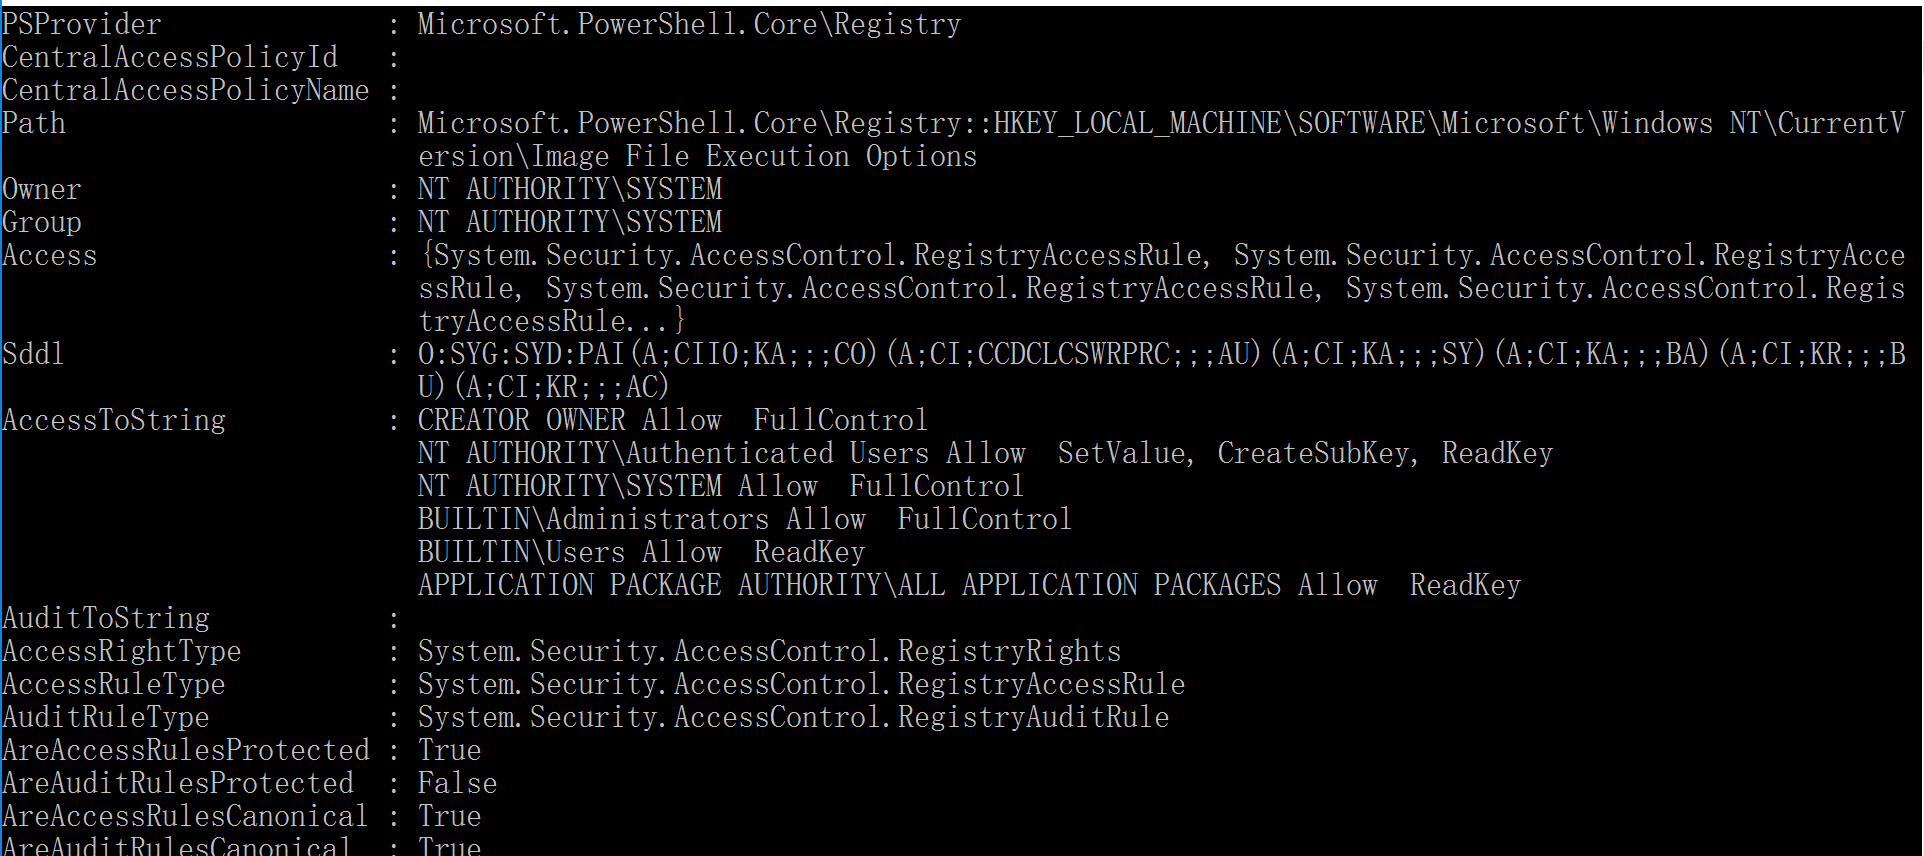 PSProvider : Microsoft.PowerShell.Core\Registry
CentralAccessPolicyId :
CentralAccessPolicyName :
Path : Microsoft.PowerShell.Core\Registry::HKEY_LOCAL_MACHINE\SOFTWARE\Microsoft\Windows NT\CurrentV
ersion\Image File Execution Options
Owner : NT AUTHORITY\SYSTEM
Group : NT AUTHORITY\SYSTEM
Access : {System.Security.AccessControl.RegistryAccessRule, System.Security.AccessControl.RegistryAcce
ssRule, System.Security.AccessControl.RegistryAccessRule, System.Security.AccessControl.Regis
tryAccessRule...}
Sddl : O:SYG:SYD:PAI(A;CIIO;KA;;;CO)(A;CI;CCDCLCSWRPRC;;;AU)(A;CI;KA;;;SY)(A;CI;KA;;;BA)(A;CI;KR;;;B
U)(A;CI;KR;;;AC)
AccessToString : CREATOR OWNER Allow  FullControl
NT AUTHORITY\Authenticated Users Allow  SetValue, CreateSubKey, ReadKey
NT AUTHORITY\SYSTEM Allow  FullControl
BUILTIN\Administrators Allow  FullControl
BUILTIN\Users Allow  ReadKey
APPLICATION PACKAGE AUTHORITY\ALL APPLICATION PACKAGES Allow  ReadKey
AuditToString :
AccessRightType : System.Security.AccessControl.RegistryRights
AccessRuleType : System.Security.AccessControl.RegistryAccessRule
AuditRuleType : System.Security.AccessControl.RegistryAuditRule
AreAccessRulesProtected : True
AreAuditRulesProtected : False
AreAccessRulesCanonical : True
AreAuditRulesCanonical : True